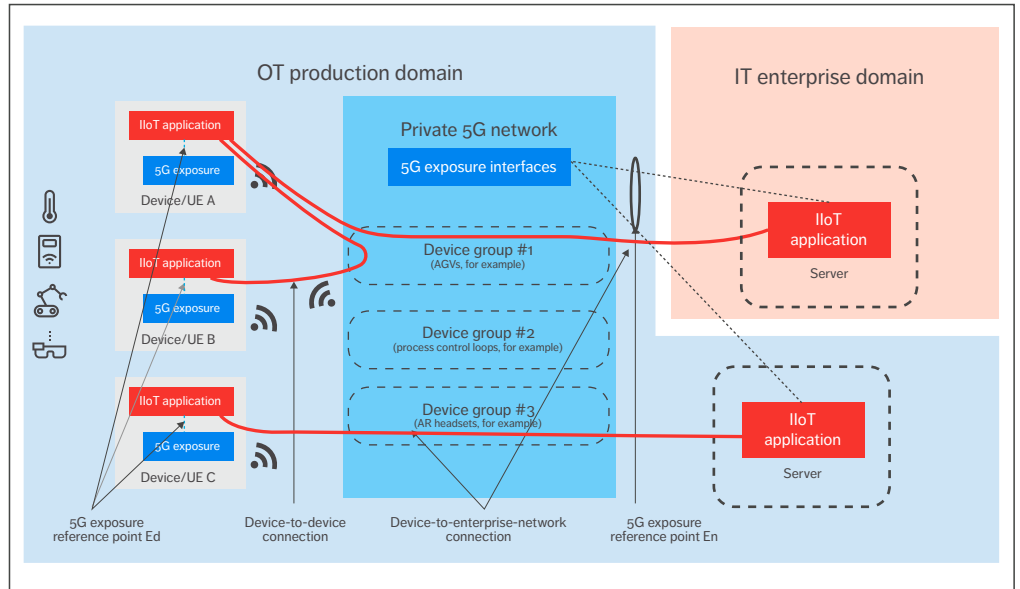 OT production domain
IT enterprise domain
IIoT application
5G exposure
Device/UE A
Private 5G network
5G exposure interfaces
IIoT
application
Server
IIoT application
5G exposure
Device/UE B
Device group #1
(AGVs, for example)
Device group #2
(process control loops, for example)
IIoT application
5G exposure
Device/UE C
Device group #3
(AR headsets, for example)
IIoT
application
Server
5G exposure
reference point Ed
Device-to-device
connection
Device-to-enterprise-network
connection
5G exposure
reference point En